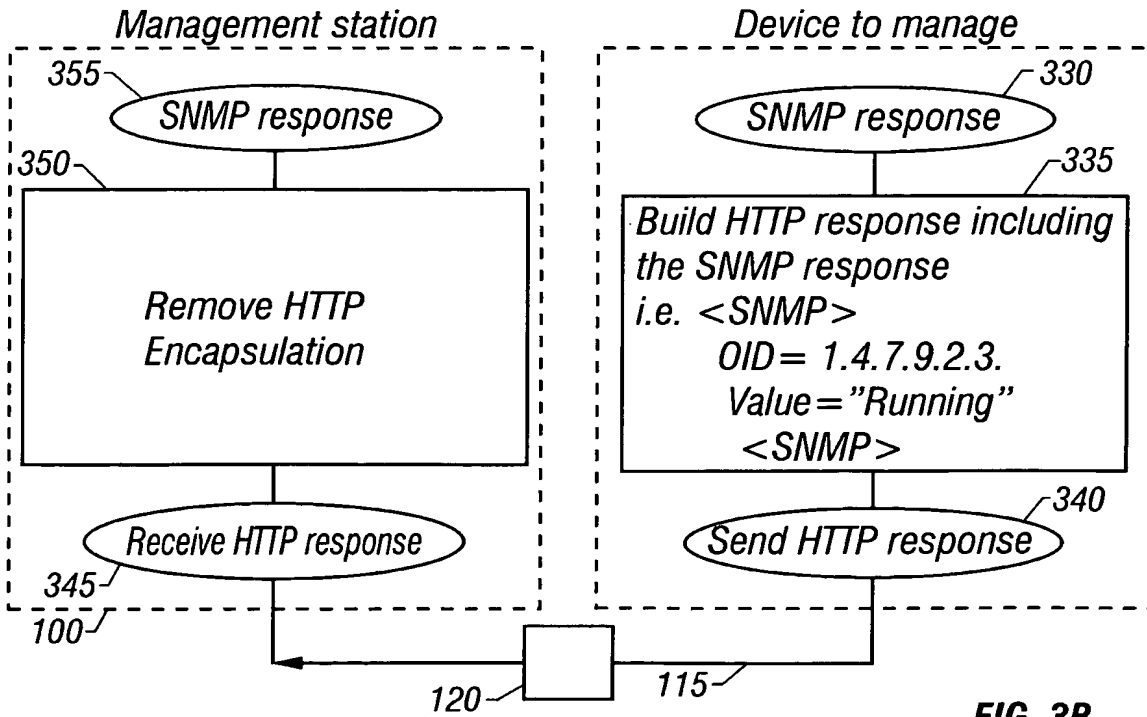 Management station
Device to manage
355
SNMP response
350
Remove HTTP
Encapsulation
Receive HTTP response
345
100
330
SNMP response
335
Build HTTP response including
the SNMP response
i.e. <SNMP>
OID= 1.4.7.9.2.3.
Value="Running"
<SNMP>
340
Send HTTP response
120
115
FIG. 3B